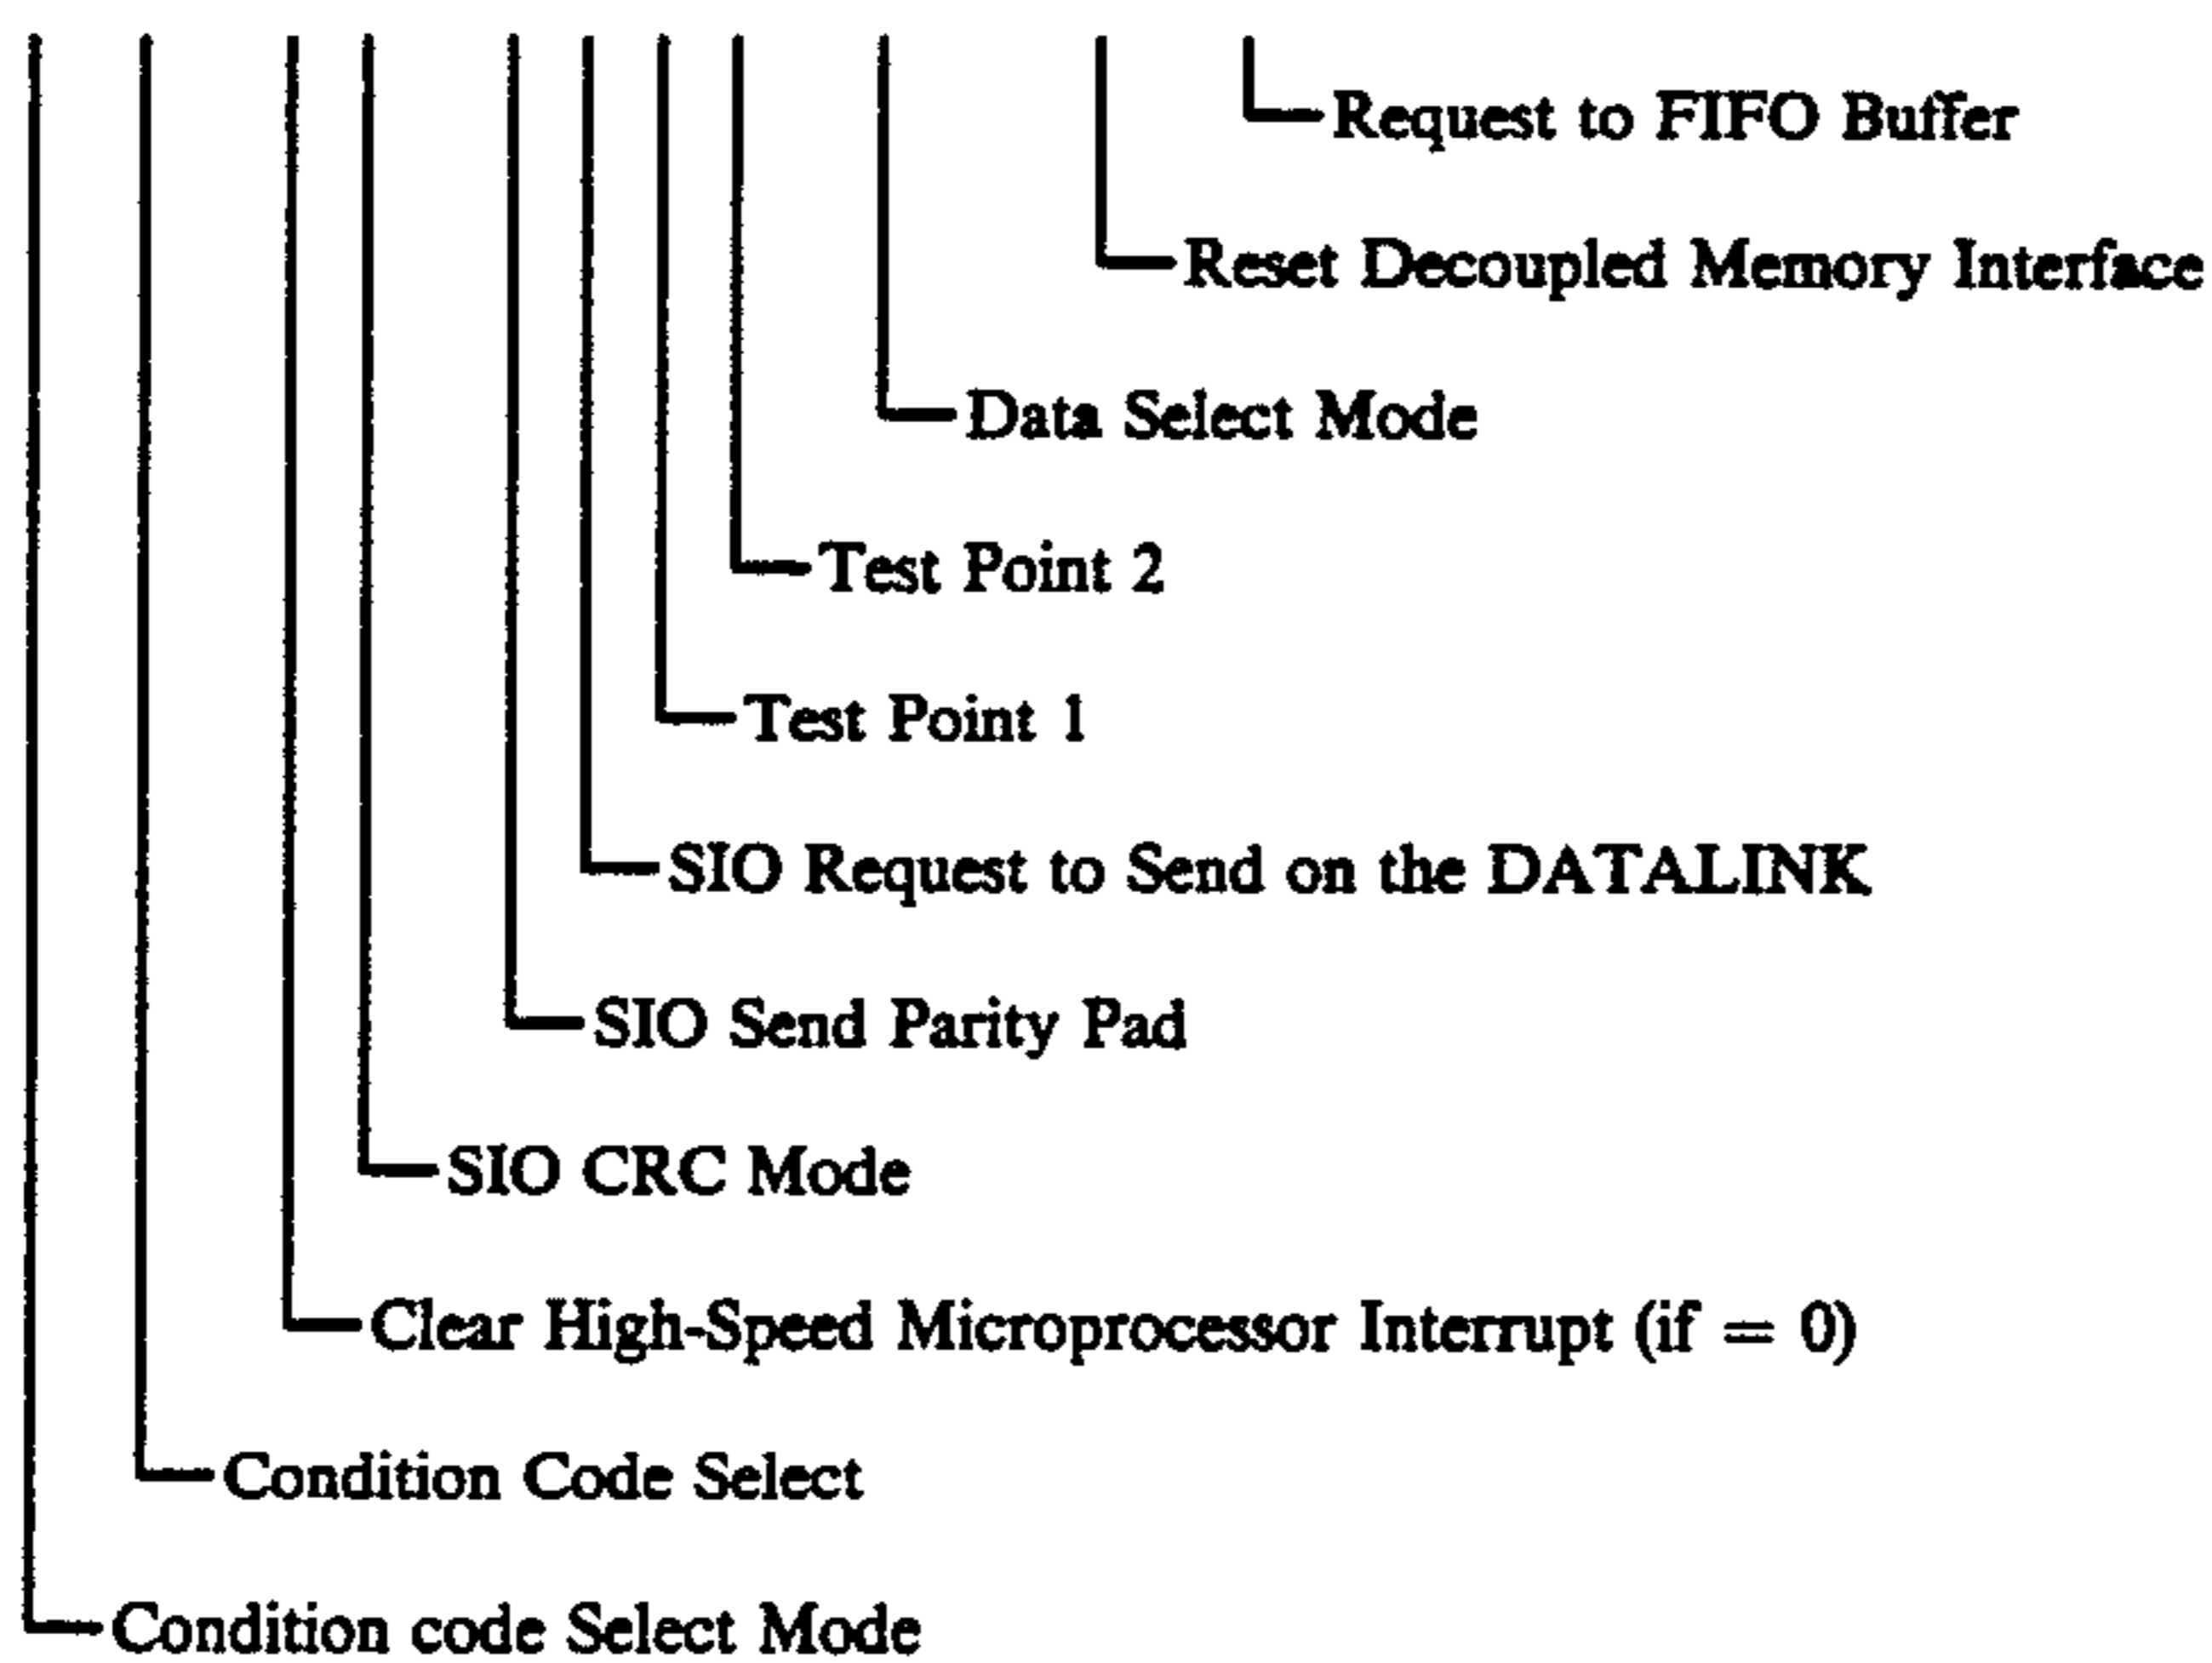 Request to FIFO Buffer
Reset Decoupled Memory Interface
Data Select Mode
Test Point 2
Test Point 1
SIO Request to Send on the DATALINK
SIO Send Parity Pad
SIO CRC Mode
Clear High-Speed Microprocessor Interrupt (if = 0)
Condition Code Select
Condition code Select Mode